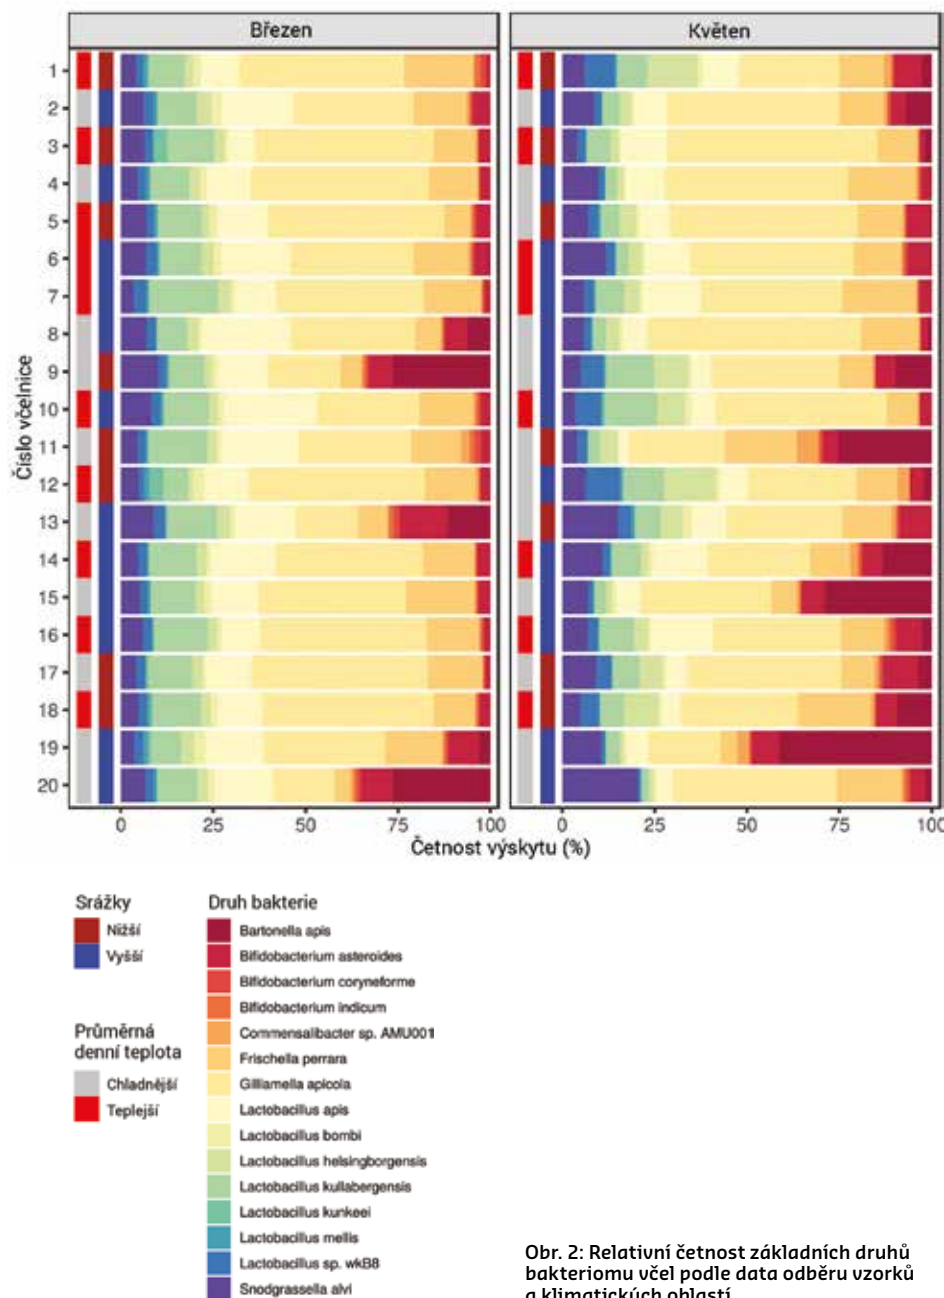 Březen
Květen
Číslo včelnice
1
2
3
4
5
6
7
8
9
10
11
12
13
14
15
16
17
18
19
20
0 25 50 75 100
0 25 50 75 100
Četnost výskytu (%)
Srážky
Nižší
Vyšší
Průměrná
denní teplota
Chladnější
Teplejší
Druh bakterie
Bartonella apis
Bifidobacterium asteroides
Bifidobacterium coryneforme
Bifidobacterium indicum
Commensalibacter sp. AMU001
Frischella perrara
Gilliamella apicola
Lactobacillus apis
Lactobacillus bombi
Lactobacillus helsingborgensis
Lactobacillus kullabergensis
Lactobacillus kunkeei
Lactobacillus mellis
Lactobacillus sp. wkB8
Snodgrassella alvi
Obr. 2: Relativní četnost základních druhů
bakteriomu včel podle data odběru vzorků
a klimatických oblastí